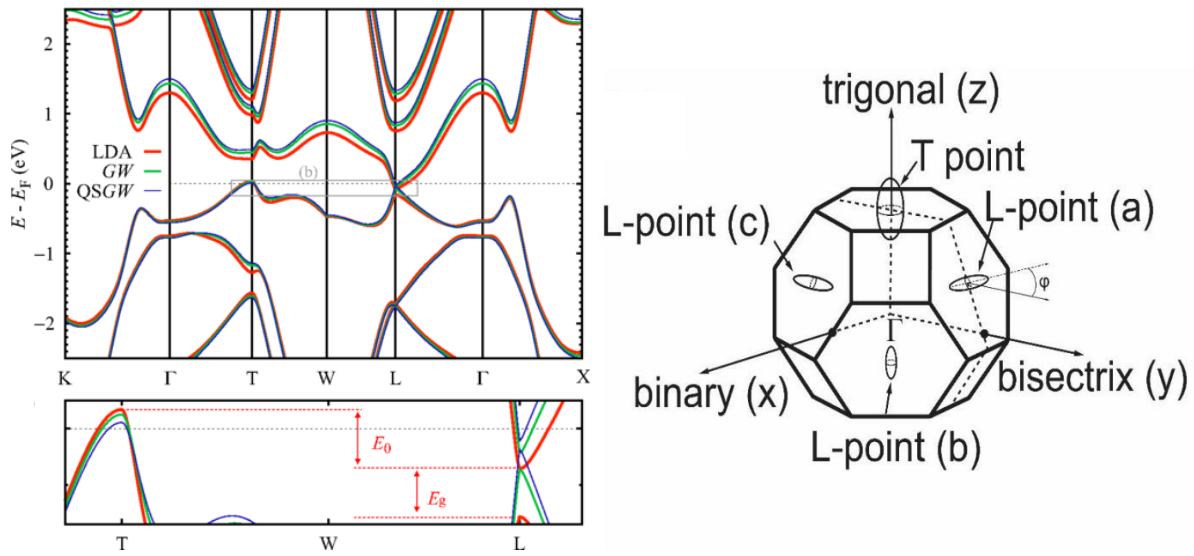 2
1
0
−1
−2
E - E_F (eV)
LDA
GW
QSGW
(b)
K Γ T W L Γ X
E_0
E_g
T W L
trigonal (z)
T point
L-point (a)
L-point (c)
φ
Γ
binary (x)
bisectrix (y)
L-point (b)